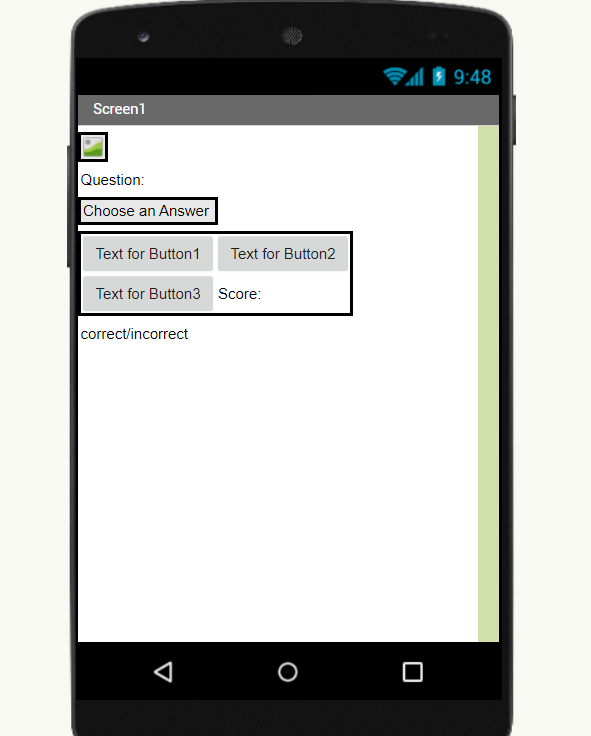 9:48
Screen1
Question:
Choose an Answer
Text for Button1 Text for Button2
Text for Button3 Score:
correct/incorrect